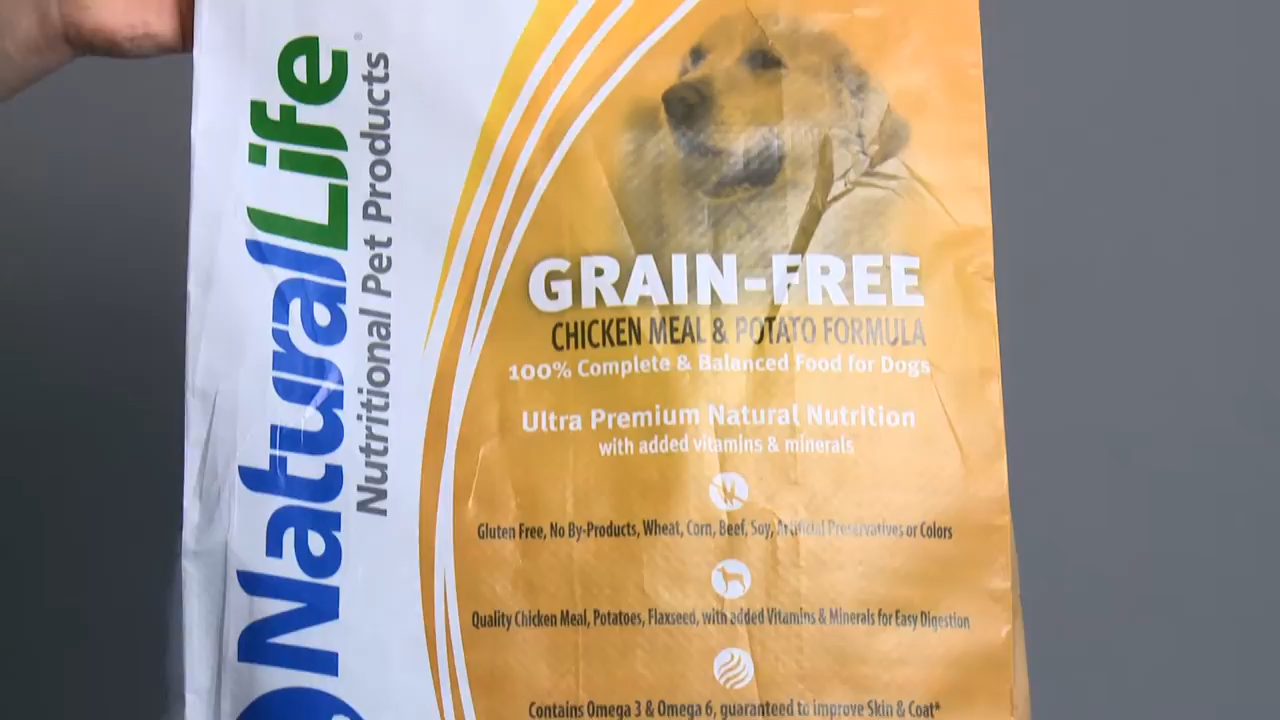 NaturalLife®
Nutritional Pet Products
GRAIN-FREE
CHICKEN MEAL & POTATO FORMULA
100% Complete & Balanced Food for Dogs
Ultra Premium Natural Nutrition
with added vitamins & minerals
Gluten Free, No By-Products, Wheat, Corn, Beef, Soy, Artificial Preservatives or Colors
Quality Chicken Meal, Potatoes, Flaxseed, with added Vitamins & Minerals for Easy Digestion
Contains Omega 3 & Omega 6, guaranteed to improve Skin & Coat*